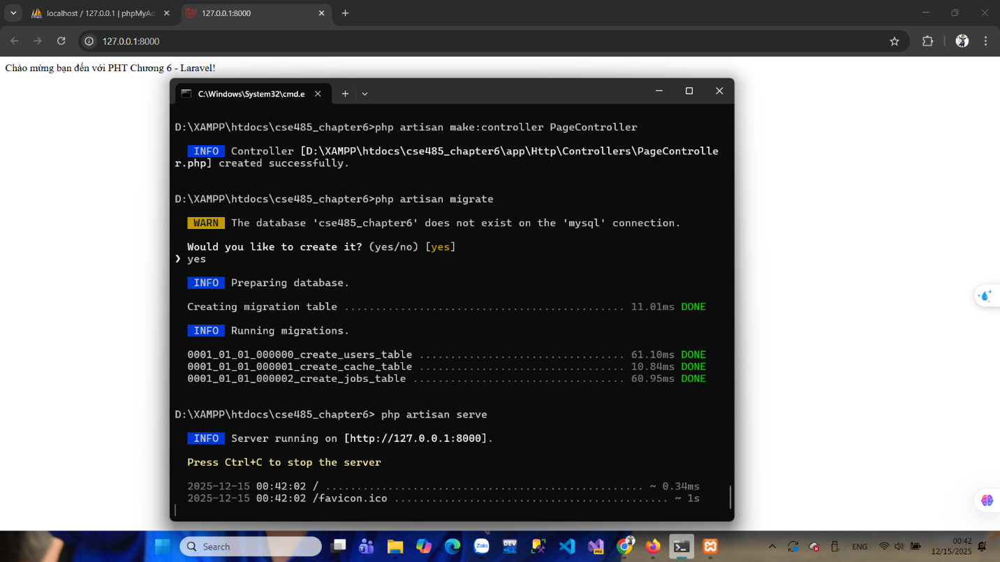 localhost / 127.0.0.1 | phpMyAd
127.0.0.1:8000
127.0.0.1:8000
Chào mừng bạn đến với PHT Chương 6 - Laravel!
C:\Windows\System32\cmd.e
D:\XAMPP\htdocs\cse485_chapter6>php artisan make:controller PageController
INFO Controller [D:\XAMPP\htdocs\cse485_chapter6\app\Http\Controllers\PageControlle
r.php] created successfully.
D:\XAMPP\htdocs\cse485_chapter6>php artisan migrate
WARN The database 'cse485_chapter6' does not exist on the 'mysql' connection.
Would you like to create it? (yes/no) [yes]
❯ yes
INFO Preparing database.
Creating migration table ............................................. 11.01ms DONE
INFO Running migrations.
0001_01_01_000000_create_users_table ................................. 61.10ms DONE
0001_01_01_000001_create_cache_table ................................. 10.84ms DONE
0001_01_01_000002_create_jobs_table .................................. 60.95ms DONE
D:\XAMPP\htdocs\cse485_chapter6> php artisan serve
INFO Server running on [http://127.0.0.1:8000].
Press Ctrl+C to stop the server
2025-12-15 00:42:02 / ................................................... ~ 0.34ms
2025-12-15 00:42:02 /favicon.ico ............................................ ~ 1s
Search
Zalo
DEV
PRE
ENG
00:42
12/15/2025